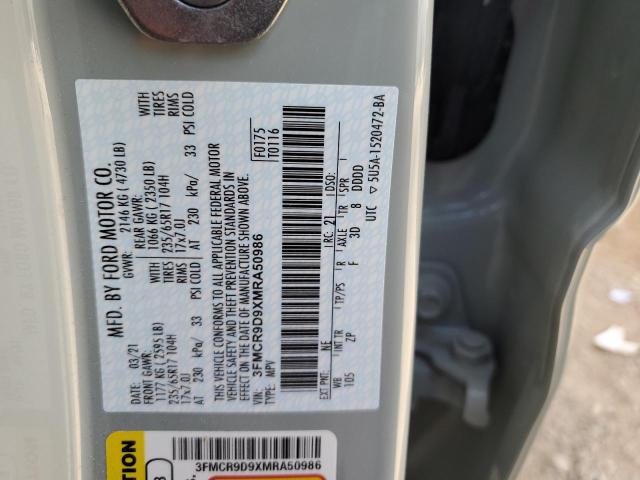 MFD. BY FORD MOTOR CO.
DATE: 03/21
GVWR: 2146 KG ( 4730 LB)
FRONT GAWR: REAR GAWR:
1177 KG ( 2595 LB) 1066 KG ( 2350 LB) WITH
235/65R17 104H 235/65R17 104H TIRES
17x7.0J 17x7.0J RIMS
AT 230 kPa/ 33 PSI COLD AT 230 kPa/ 33 PSI COLD
WITH
TIRES
RIMS
THIS VEHICLE CONFORMS TO ALL APPLICABLE FEDERAL MOTOR
VEHICLE SAFETY AND THEFT PREVENTION STANDARDS IN
EFFECT ON THE DATE OF MANUFACTURE SHOWN ABOVE.
VIN: 3FMCR9D9XMRA50986
TYPE: MPV
F0175
T0116
EXT PNT: NE RC: 21 DSO:
WB INT TR TP/PS R AXLE TR SPR
105 ZP F 3D 8 DDDD
UTC ▽ 5U5A-1520472-BA
3FMCR9D9XMRA50986